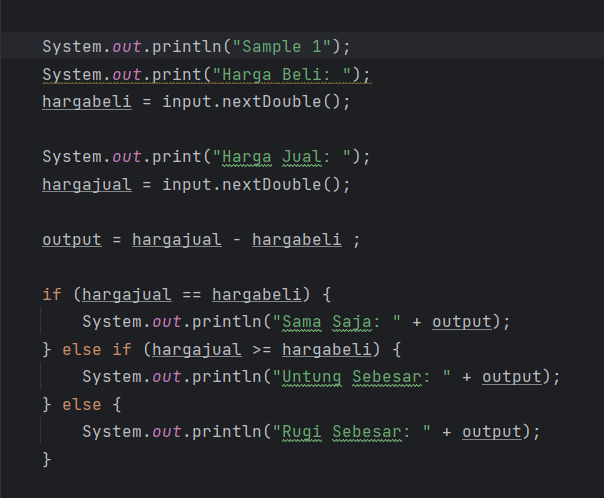 System.out.println("Sample 1");
System.out.print("Harga Beli: ");
hargabeli = input.nextDouble();
System.out.print("Harga Jual: ");
hargajual = input.nextDouble();
output = hargajual - hargabeli ;
if (hargajual == hargabeli) {
System.out.println("Sama Saja: " + output);
} else if (hargajual >= hargabeli) {
System.out.println("Untung Sebesar: " + output);
} else {
System.out.println("Rugi Sebesar: " + output);
}